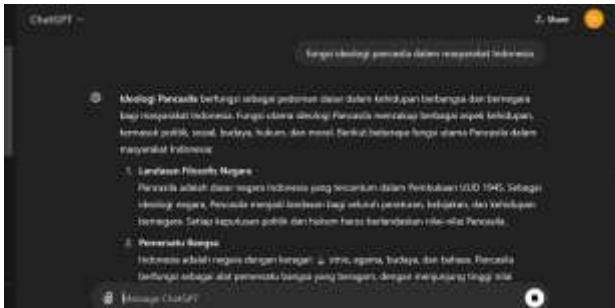 ChatGPT
Share
fungsi ideologi pancasila dalam masyarakat Indonesia
Ideologi Pancasila berfungsi sebagai pedoman dasar dalam kehidupan berbangsa dan bernegara
bagi masyarakat Indonesia. Fungsi utama ideologi Pancasila mencakup berbagai aspek kehidupan,
termasuk politik, sosial, budaya, hukum, dan moral. Berikut beberapa fungsi utama Pancasila dalam
masyarakat Indonesia:
1. Landasan Filosofis Negara
Pancasila adalah dasar negara Indonesia yang tercantum dalam Pembukaan UUD 1945. Sebagai
ideologi negara, Pancasila menjadi landasan bagi seluruh peraturan, kebijakan, dan kehidupan
bernegara. Setiap keputusan politik dan hukum harus berlandaskan nilai-nilai Pancasila.
2. Pemersatu Bangsa
Indonesia adalah negara dengan keragaman etnis, agama, budaya, dan bahasa. Pancasila
berfungsi sebagai alat pemersatu bangsa yang beragam, dengan menjunjung tinggi nilai
Message ChatGPT